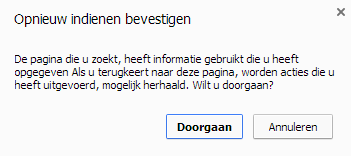 Opnieuw indienen bevestigen
De pagina die u zoekt, heeft informatie gebruikt die u heeft
opgegeven Als u terugkeert naar deze pagina, worden acties die u
heeft uitgevoerd, mogelijk herhaald. Wilt u doorgaan?
Doorgaan
Annuleren